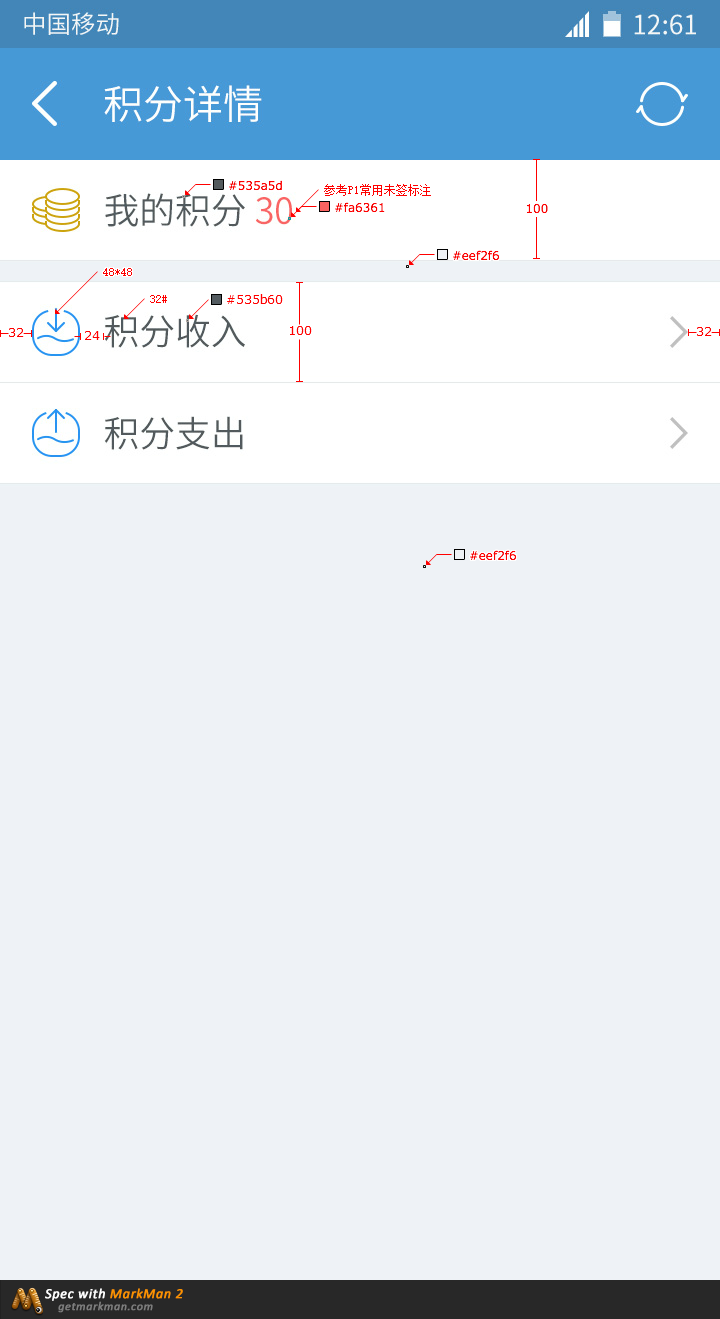 中国移动 12:61
积分详情
#535a5d
参考P1常用未签标注
我的积分 30
#fa6361
100
#eef2f6
48*48
32#
#535b60
32
24
积分收入
100
32
积分支出
#eef2f6
Spec with MarkMan 2
getmarkman.com